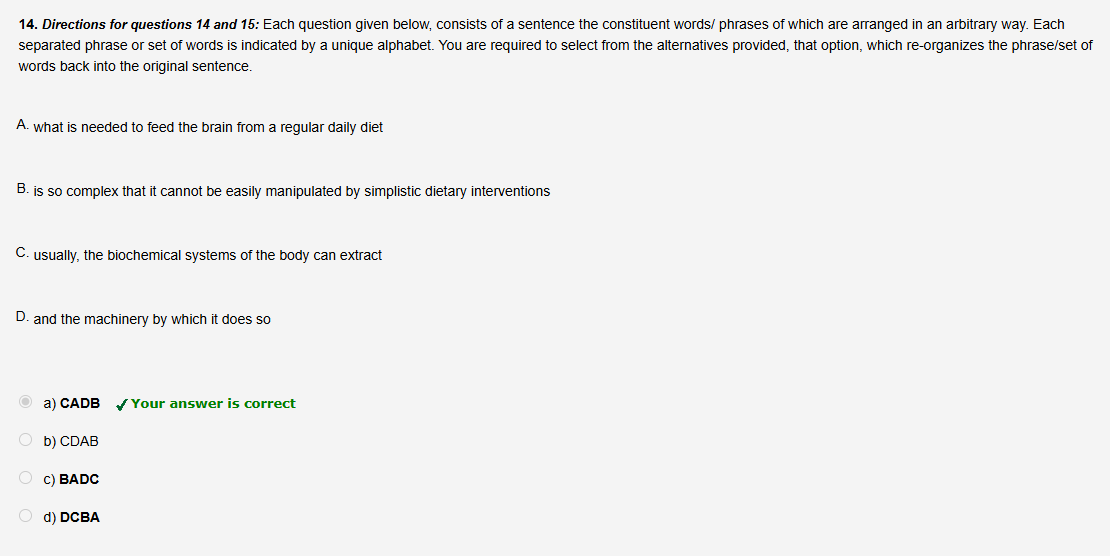 14. Directions for questions 14 and 15: Each question given below, consists of a sentence the constituent words/ phrases of which are arranged in an arbitrary way. Each
separated phrase or set of words is indicated by a unique alphabet. You are required to select from the alternatives provided, that option, which re-organizes the phrase/set of
words back into the original sentence.
A. what is needed to feed the brain from a regular daily diet
B. is so complex that it cannot be easily manipulated by simplistic dietary interventions
C. usually, the biochemical systems of the body can extract
D. and the machinery by which it does so
a) CADB ✓Your answer is correct
b) CDAB
c) BADC
d) DCBA